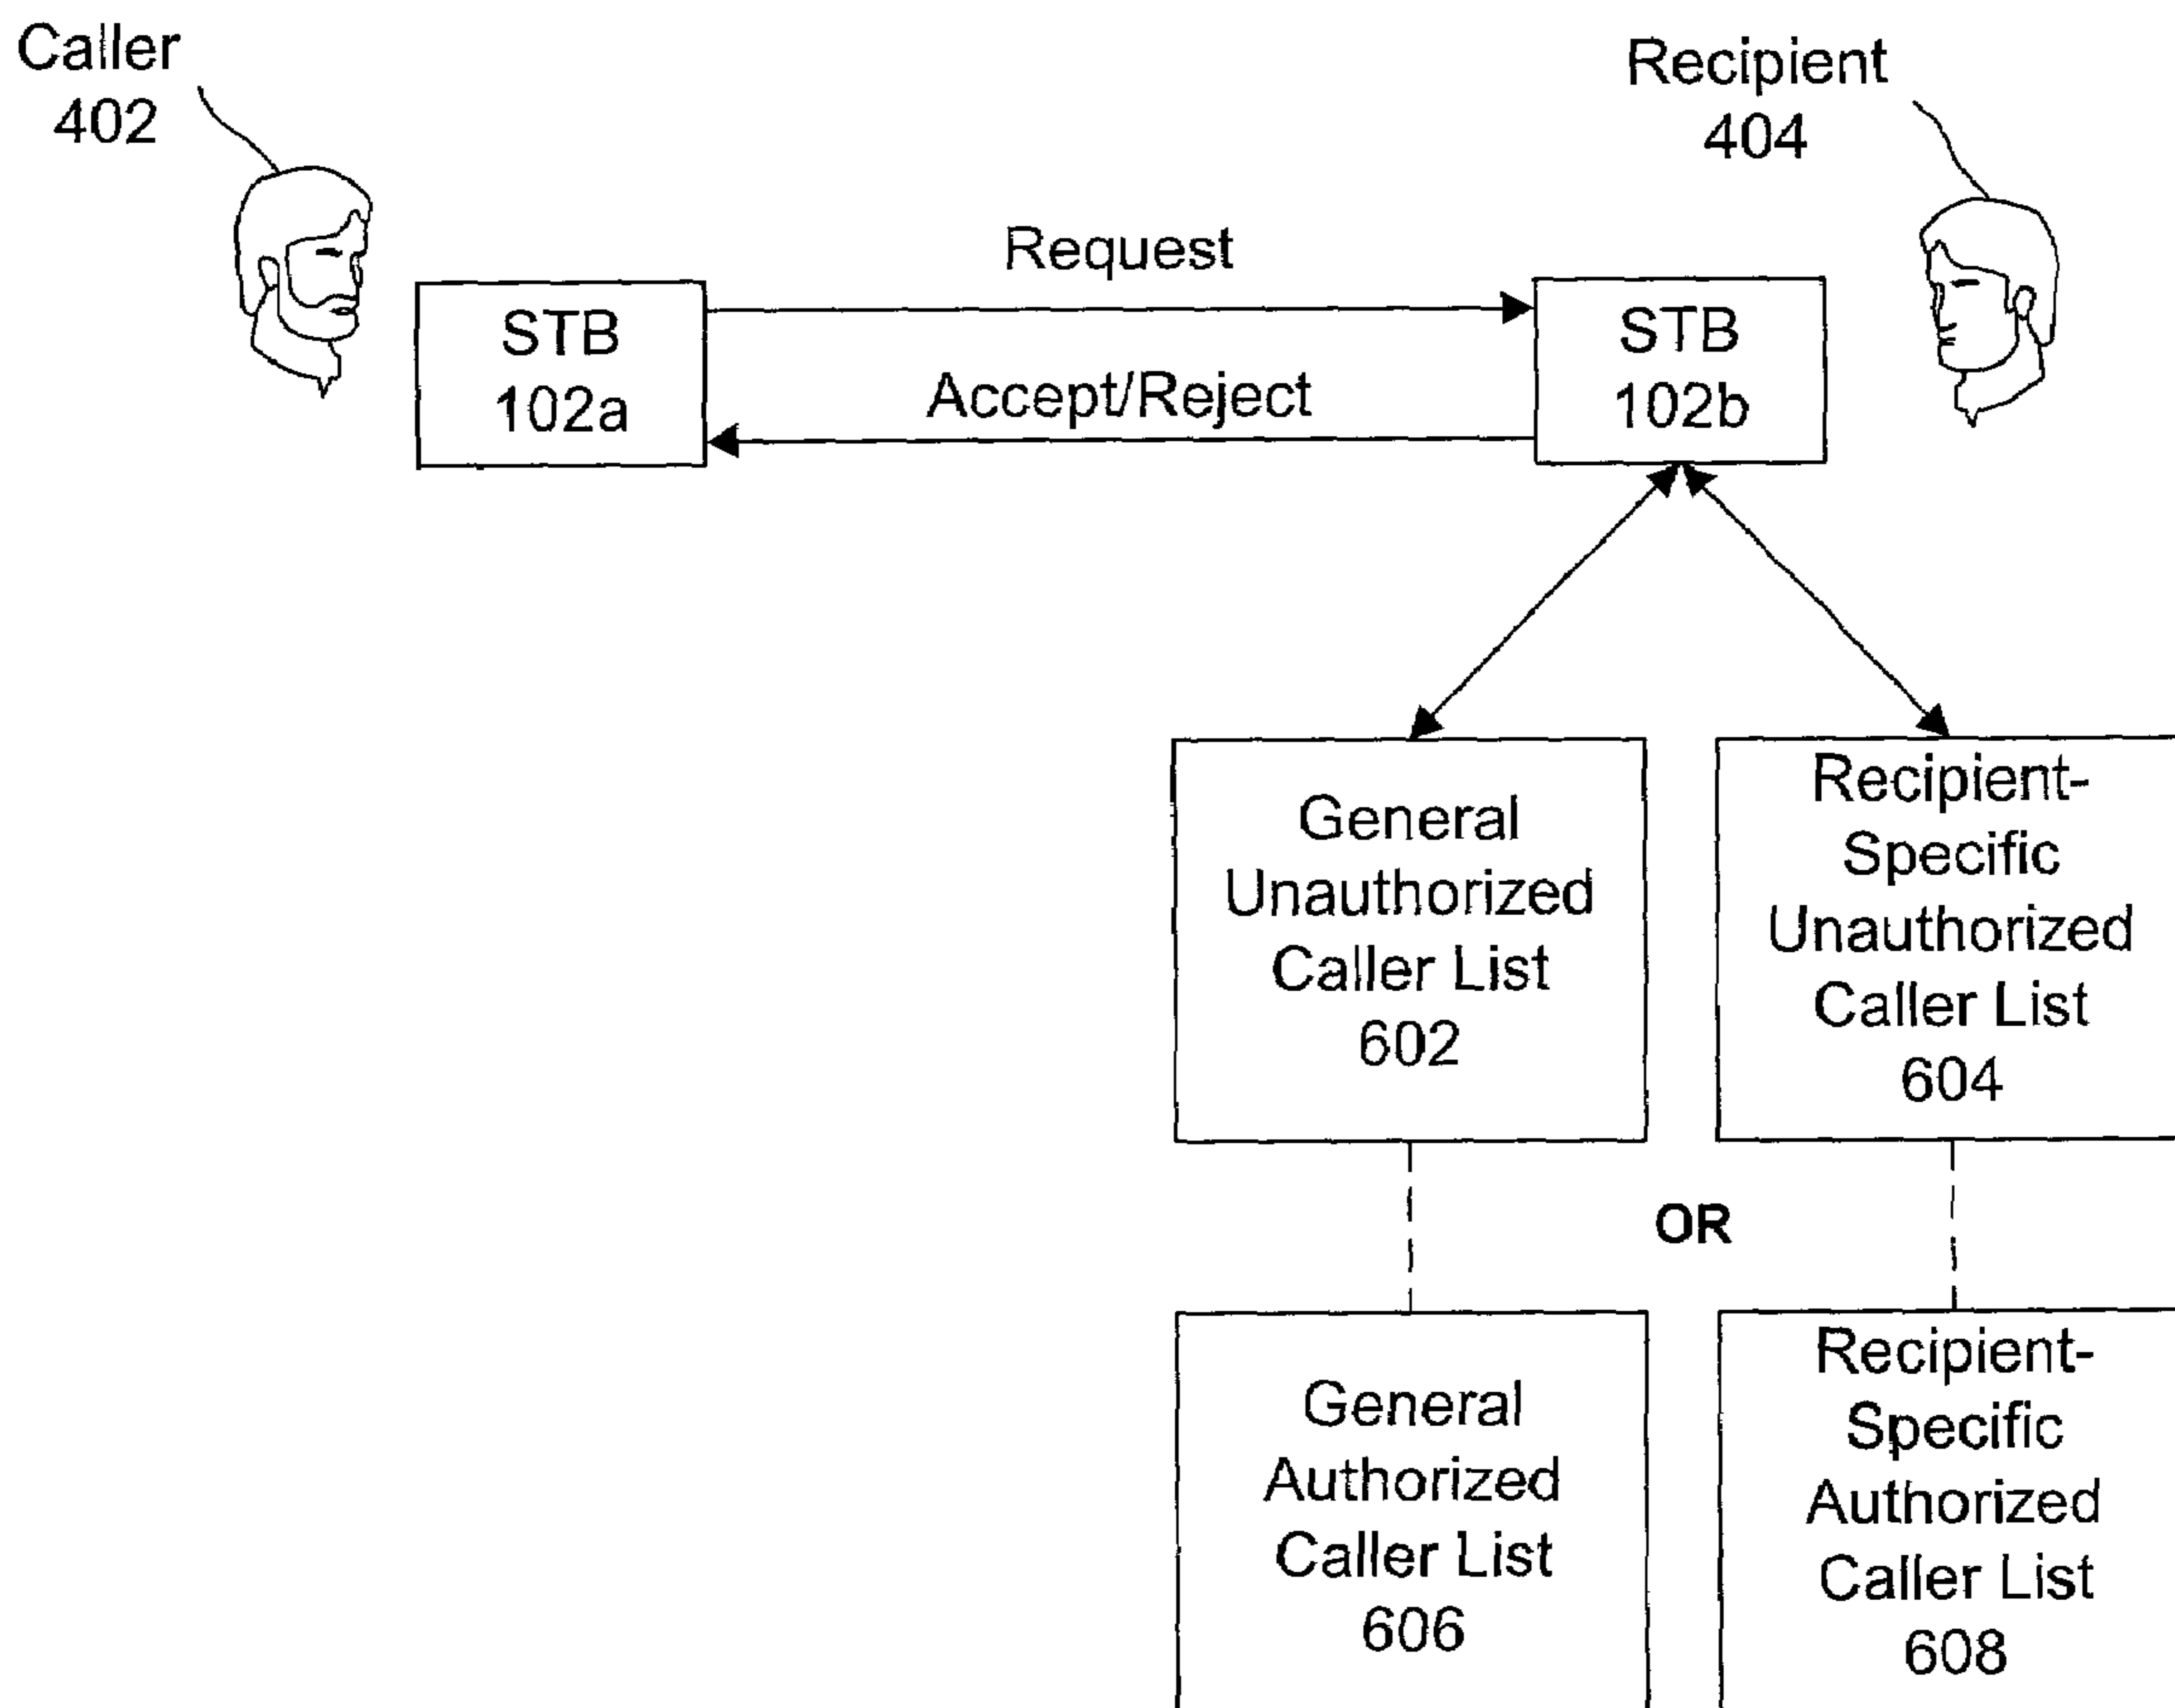 Caller
402
Recipient
404
Request
STB
102a
Accept/Reject
STB
102b
General
Unauthorized
Caller List
602
Recipient-
Specific
Unauthorized
Caller List
604
OR
General
Authorized
Caller List
606
Recipient-
Specific
Authorized
Caller List
608